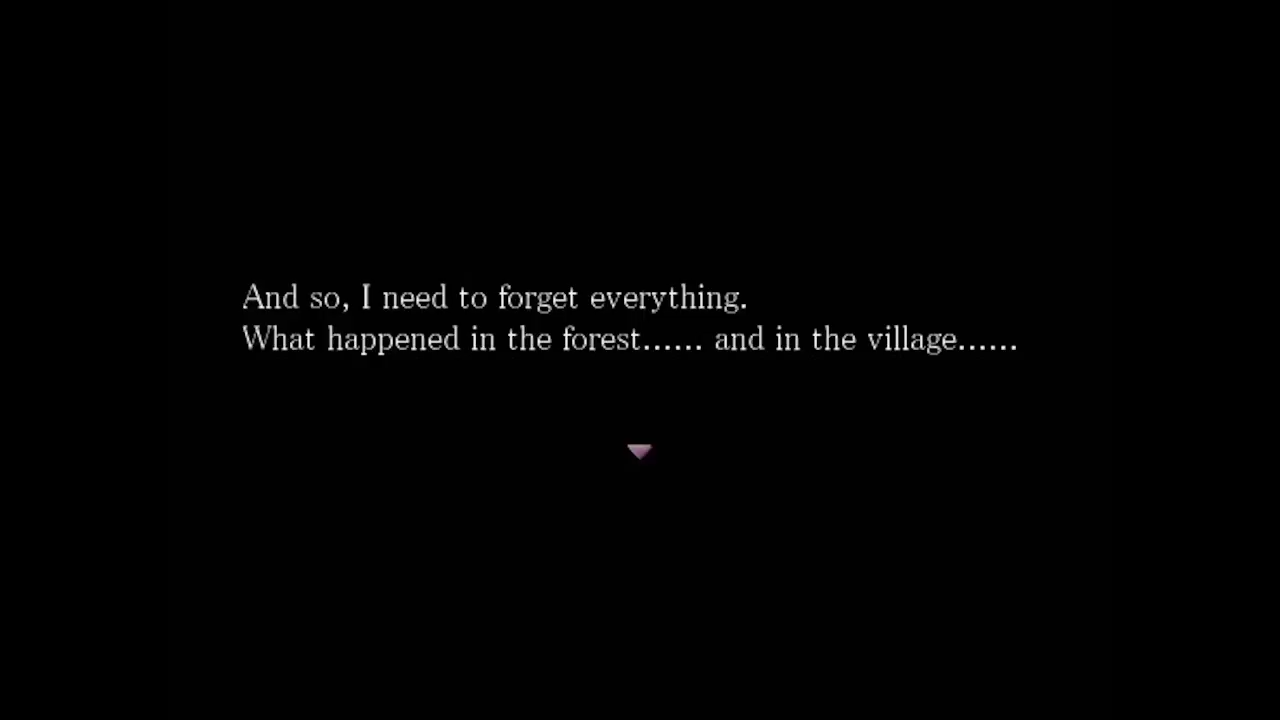 And so, I need to forget everything.
What happened in the forest...... and in the village......